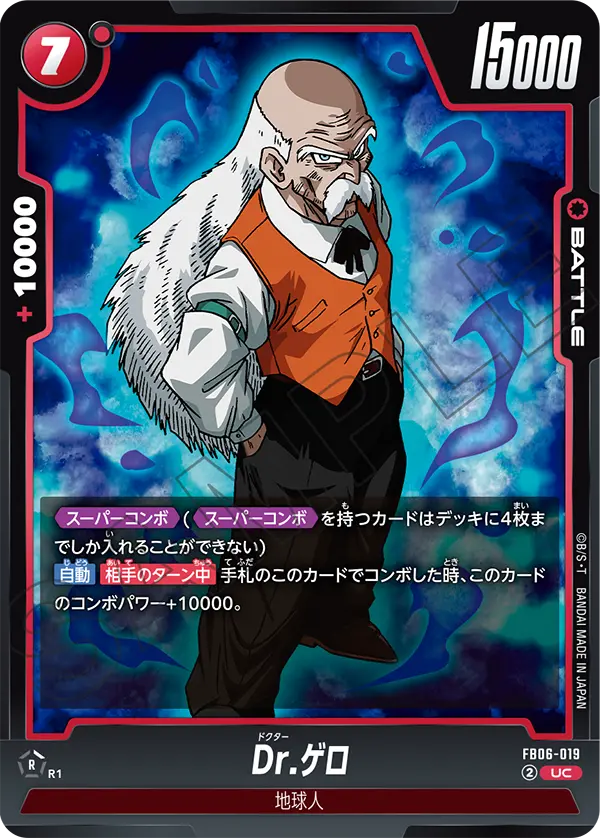 7
15000
+10000
BATTLE
SAMPLE
スーパーコンボ ( スーパーコンボ を持つカードはデッキに4枚ま
でしか入れることができない)
自動 相手のターン中 手札のこのカードでコンボした時、このカード
のコンボパワー+10000。
©B/S・T BANDAI MADE IN JAPAN
ドクター
Dr.ゲロ
FB06-019
R R1
② UC
地球人